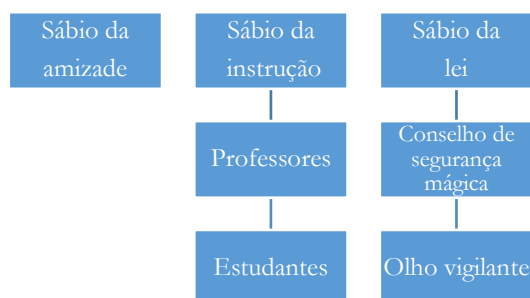 Sábio da
amizade
Sábio da
instrução
Sábio da
lei
Professores
Conselho de
segurança
mágica
Estudantes
Olho vigilante